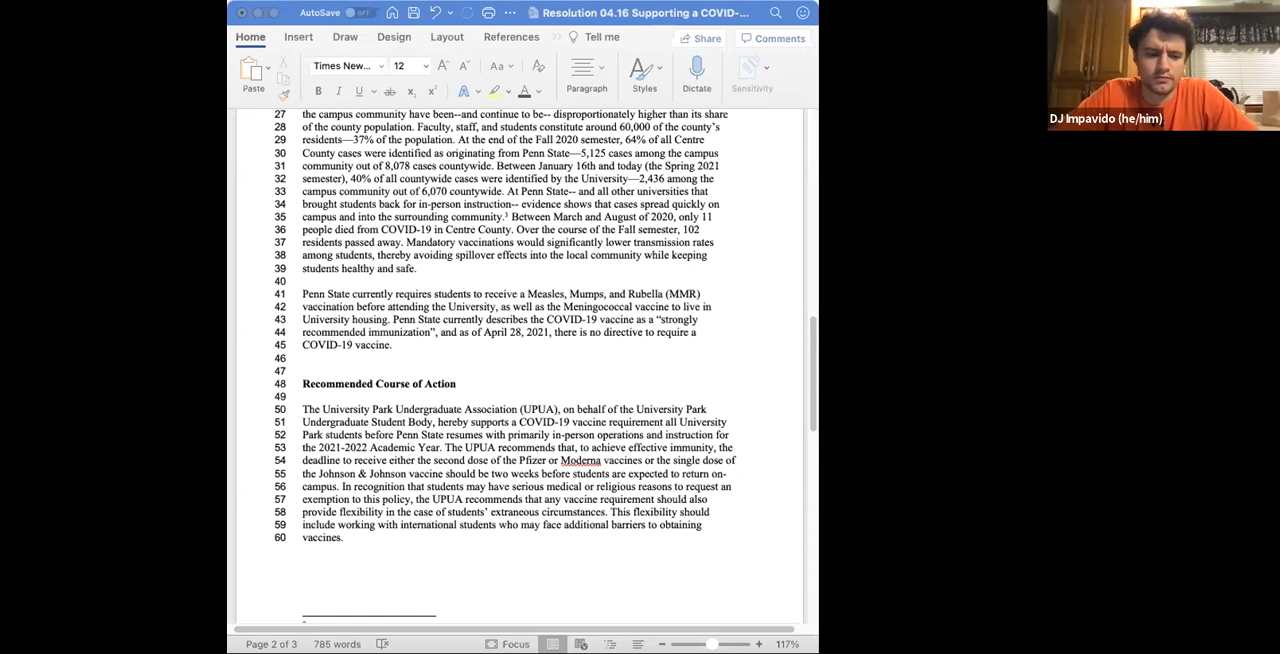 AutoSave OFF Resolution 04.16 Supporting a COVID-...
Home Insert Draw Design Layout References Tell me Share Comments
Paste Times New... 12 Aa Paragraph Styles Dictate Sensitivity
B I U ab x₂ x² A A
27 the campus community have been--and continue to be-- disproportionately higher than its share
28 of the county population. Faculty, staff, and students constitute around 60,000 of the county's
29 residents—37% of the population. At the end of the Fall 2020 semester, 64% of all Centre
30 County cases were identified as originating from Penn State—5,125 cases among the campus
31 community out of 8,078 cases countywide. Between January 16th and today (the Spring 2021
32 semester), 40% of all countywide cases were identified by the University—2,436 among the
33 campus community out of 6,070 countywide. At Penn State-- and all other universities that
34 brought students back for in-person instruction-- evidence shows that cases spread quickly on
35 campus and into the surrounding community.³ Between March and August of 2020, only 11
36 people died from COVID-19 in Centre County. Over the course of the Fall semester, 102
37 residents passed away. Mandatory vaccinations would significantly lower transmission rates
38 among students, thereby avoiding spillover effects into the local community while keeping
39 students healthy and safe.
40
41 Penn State currently requires students to receive a Measles, Mumps, and Rubella (MMR)
42 vaccination before attending the University, as well as the Meningococcal vaccine to live in
43 University housing. Penn State currently describes the COVID-19 vaccine as a “strongly
44 recommended immunization”, and as of April 28, 2021, there is no directive to require a
45 COVID-19 vaccine.
46
47
48 Recommended Course of Action
49
50 The University Park Undergraduate Association (UPUA), on behalf of the University Park
51 Undergraduate Student Body, hereby supports a COVID-19 vaccine requirement all University
52 Park students before Penn State resumes with primarily in-person operations and instruction for
53 the 2021-2022 Academic Year. The UPUA recommends that, to achieve effective immunity, the
54 deadline to receive either the second dose of the Pfizer or Moderna vaccines or the single dose of
55 the Johnson & Johnson vaccine should be two weeks before students are expected to return on-
56 campus. In recognition that students may have serious medical or religious reasons to request an
57 exemption to this policy, the UPUA recommends that any vaccine requirement should also
58 provide flexibility in the case of students' extraneous circumstances. This flexibility should
59 include working with international students who may face additional barriers to obtaining
60 vaccines.
Page 2 of 3 785 words Focus 117%
DJ Impavido (he/him)